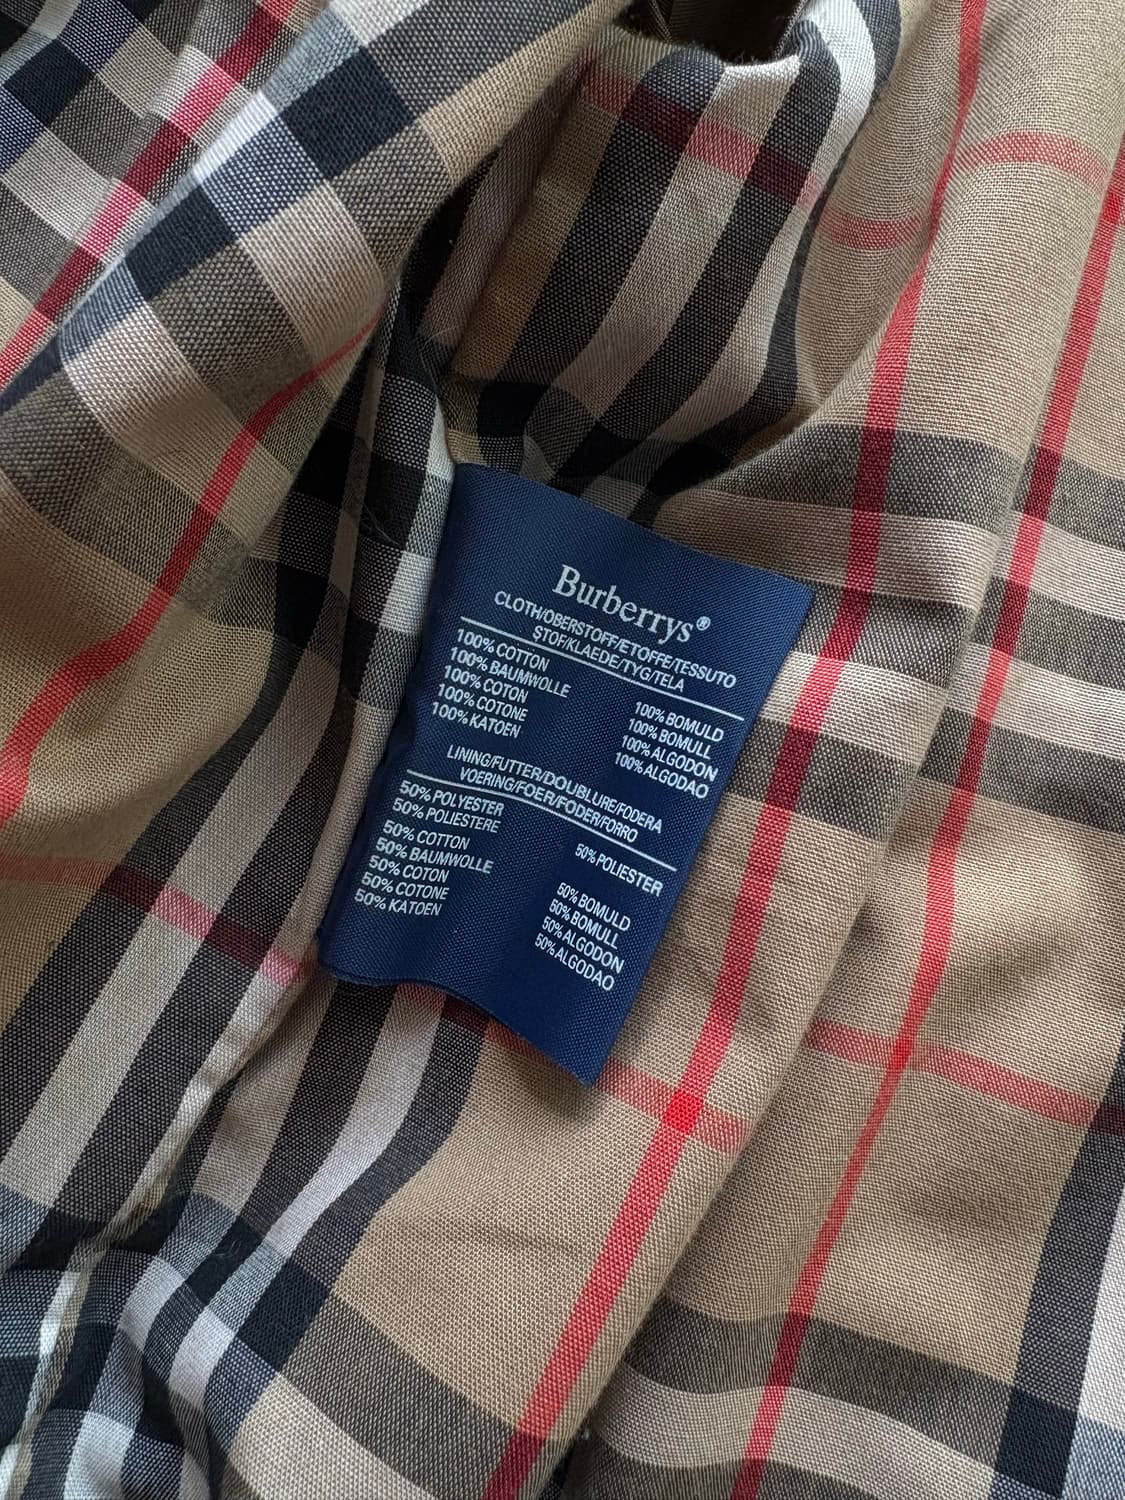 Burberrys®
CLOTH/OBERSTOFF/ETOFFE/TESSUTO
STOF/KLAEDE/TYG/TELA
100% COTTON
100% BAUMWOLLE
100% COTON
100% COTONE
100% KATOEN
100% BOMULD
100% BOMULL
100% ALGODON
100% ALGODAO
LINING/FUTTER/DOUBLURE/FODERA
VOERING/FOER/FODER/FORRO
50% POLYESTER
50% POLIESTERE
50% COTTON
50% BAUMWOLLE
50% COTON
50% COTONE
50% KATOEN
50% POLIESTER
50% BOMULD
50% BOMULL
50% ALGODON
50% ALGODAO